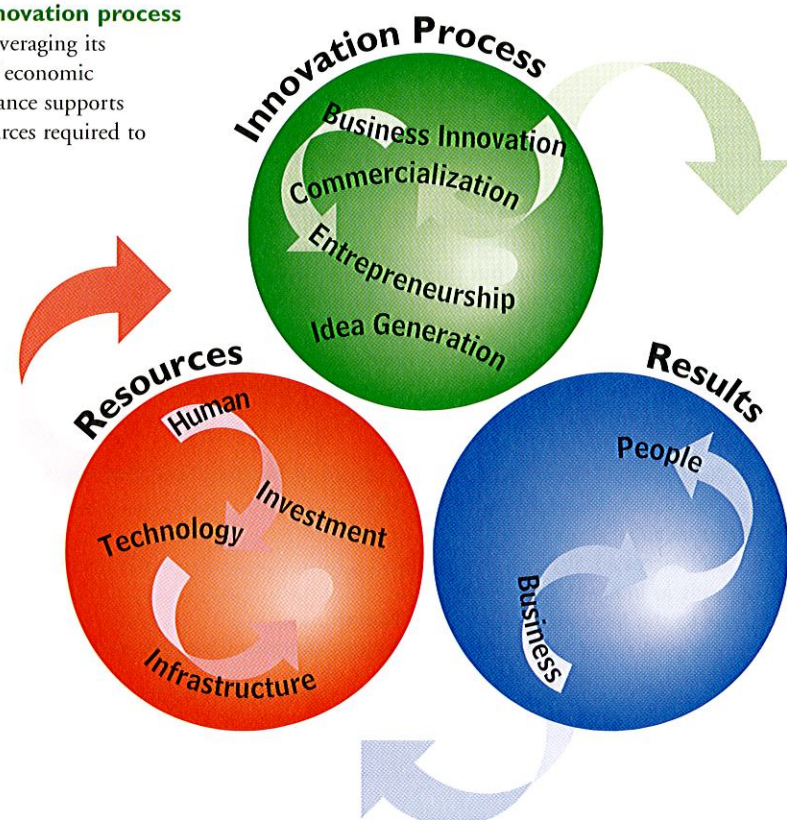 novation process
veraging its
economic
ance supports
rces required to
Innovation Process
Business Innovation
Commercialization
Entrepreneurship
Idea Generation
Resources
Human
Investment
Technology
Infrastructure
Results
People
Business